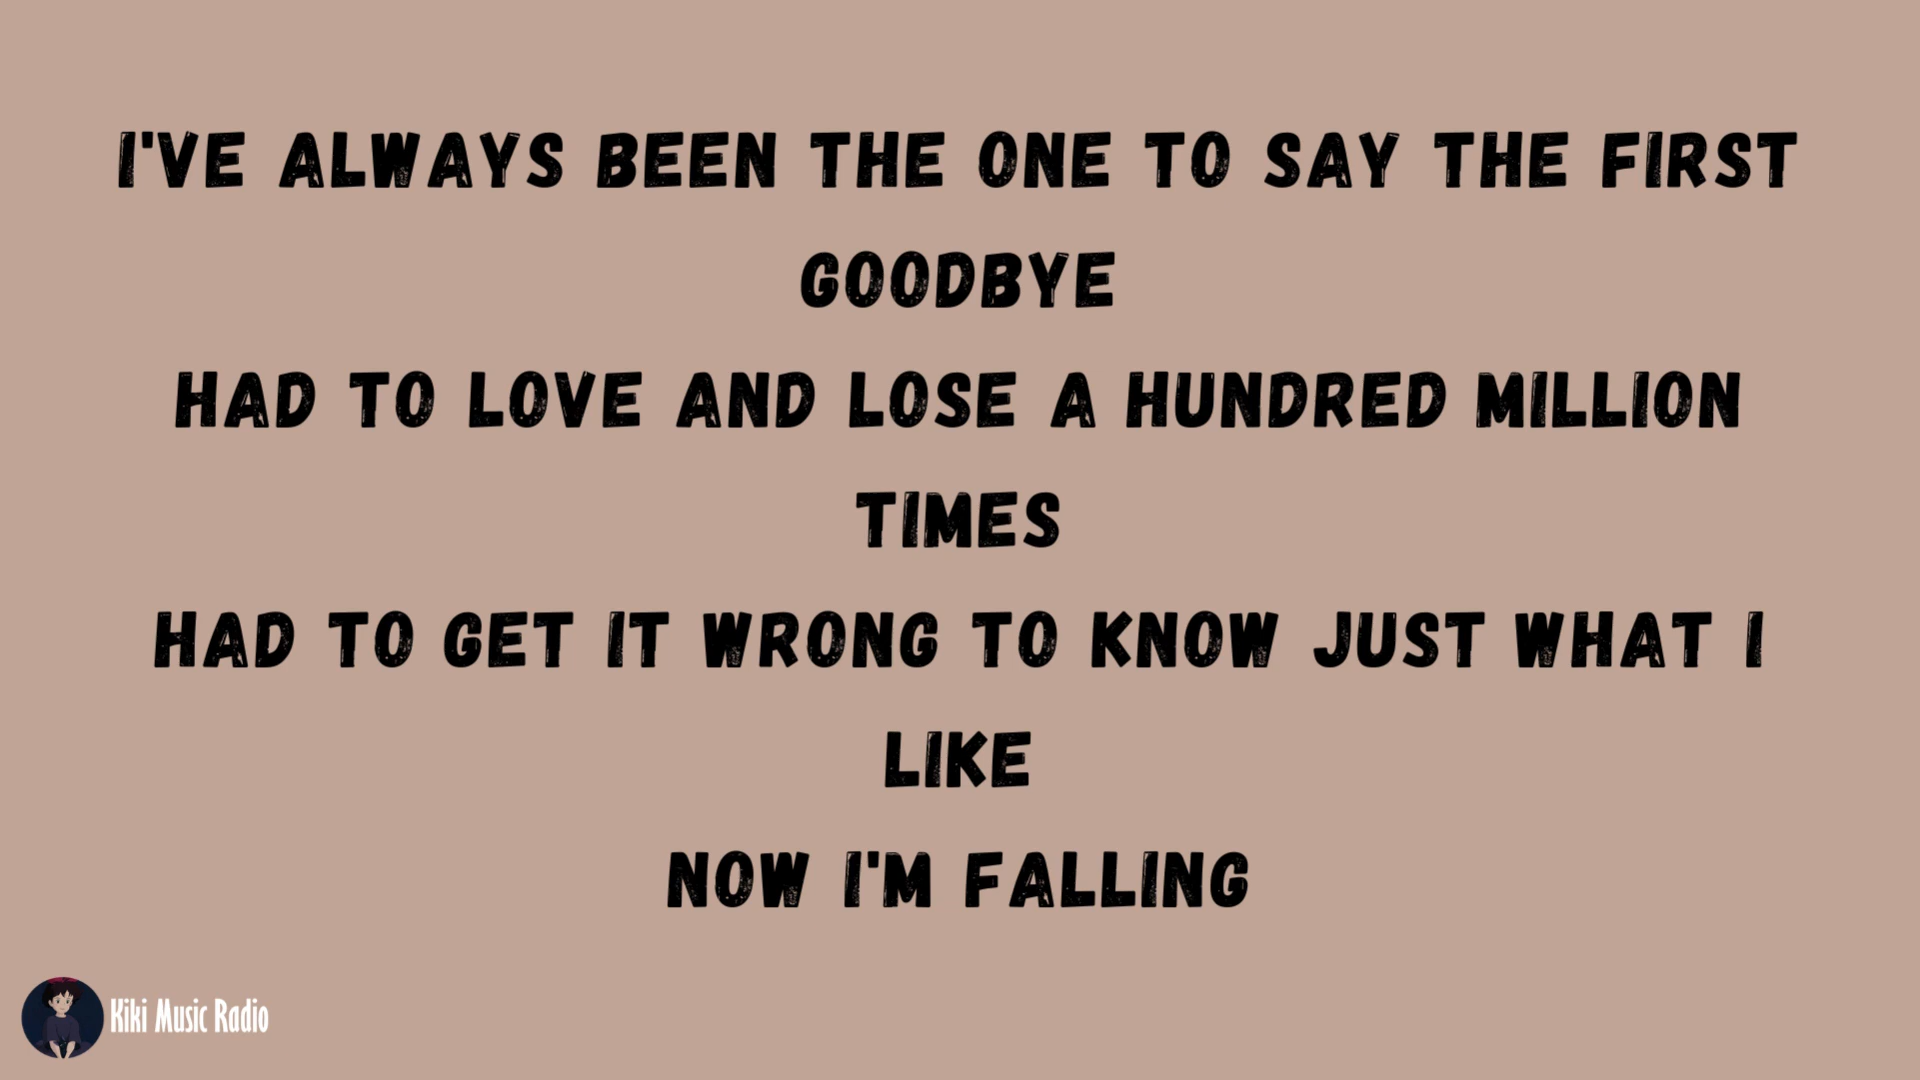 I'VE ALWAYS BEEN THE ONE TO SAY THE FIRST
GOODBYE
HAD TO LOVE AND LOSE A HUNDRED MILLION
TIMES
HAD TO GET IT WRONG TO KNOW JUST WHAT I
LIKE
NOW I'M FALLING
Kiki Music Radio